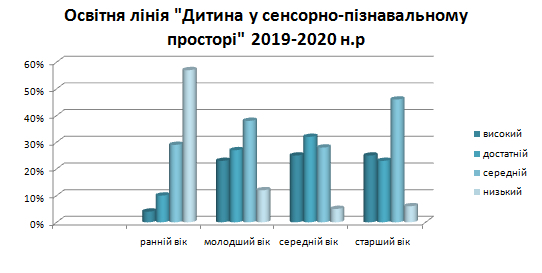 Освітня лінія "Дитина у сенсорно-пізнавальному
просторі" 2019-2020 н.р
60%
50%
40%
30%
20%
10%
0%
ранній вік молодший вік середній вік старший вік
високий
достатній
середній
низький